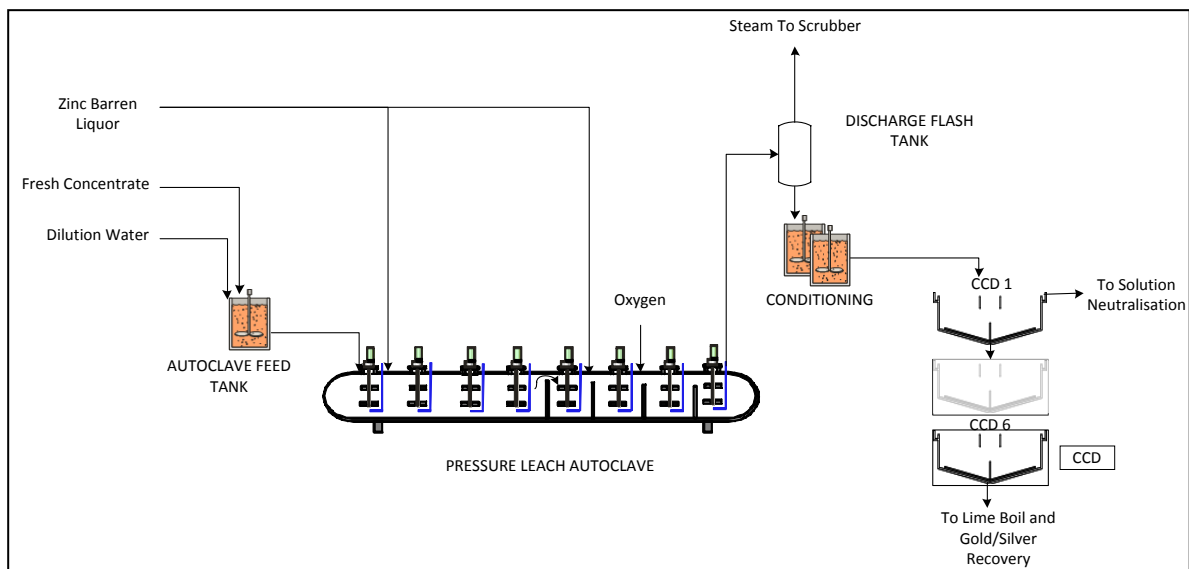 Steam To Scrubber
Zinc Barren
Liquor
DISCHARGE FLASH
TANK
Fresh Concentrate
Dilution Water
CONDITIONING
Oxygen
CCD 1
To Solution
Neutralisation
AUTOCLAVE FEED
TANK
CCD 6
CCD
PRESSURE LEACH AUTOCLAVE
To Lime Boil and
Gold/Silver
Recovery